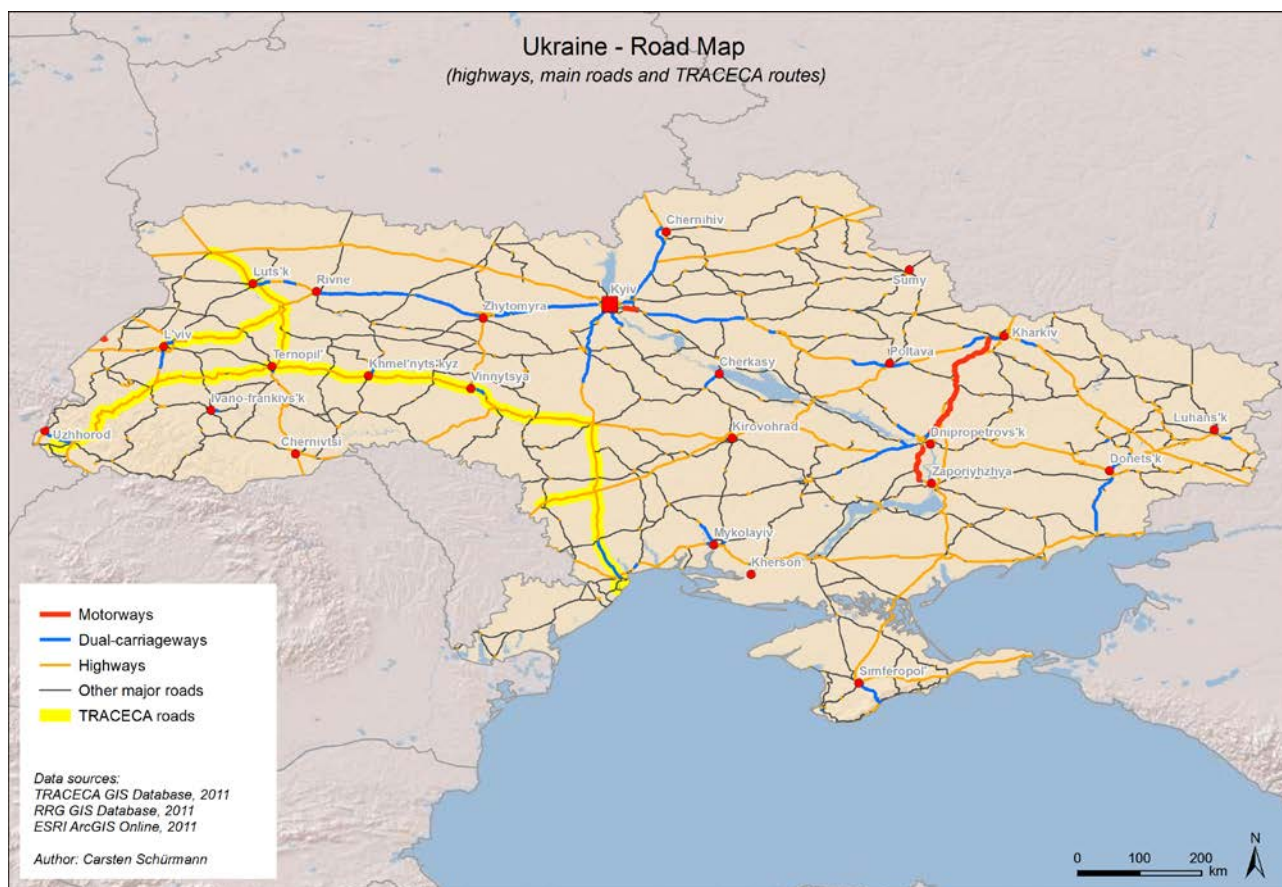 Ukraine - Road Map
(highways, main roads and TRACECA routes)
Chernihiv
Luts'k
Rivne
Kyiv
Sumy
Zhytomyra
L'viv
Kharkiv
Ternopil'
Khmel'nyts'kyz
Cherkasy
Poltava
Vinnytsya
Ivano-frankivs'k
Uzhhorod
Chernivtsi
Kirovohrad
Dnipropetrovs'k
Luhans'k
Donets'k
Zaporiyhzhya
Mykolayiv
Kherson
Simferopol'
Motorways
Dual-carriageways
Highways
Other major roads
TRACECA roads
Data sources:
TRACECA GIS Database, 2011
RRG GIS Database, 2011
ESRI ArcGIS Online, 2011
Author: Carsten Schürmann
N
0 100 200
km